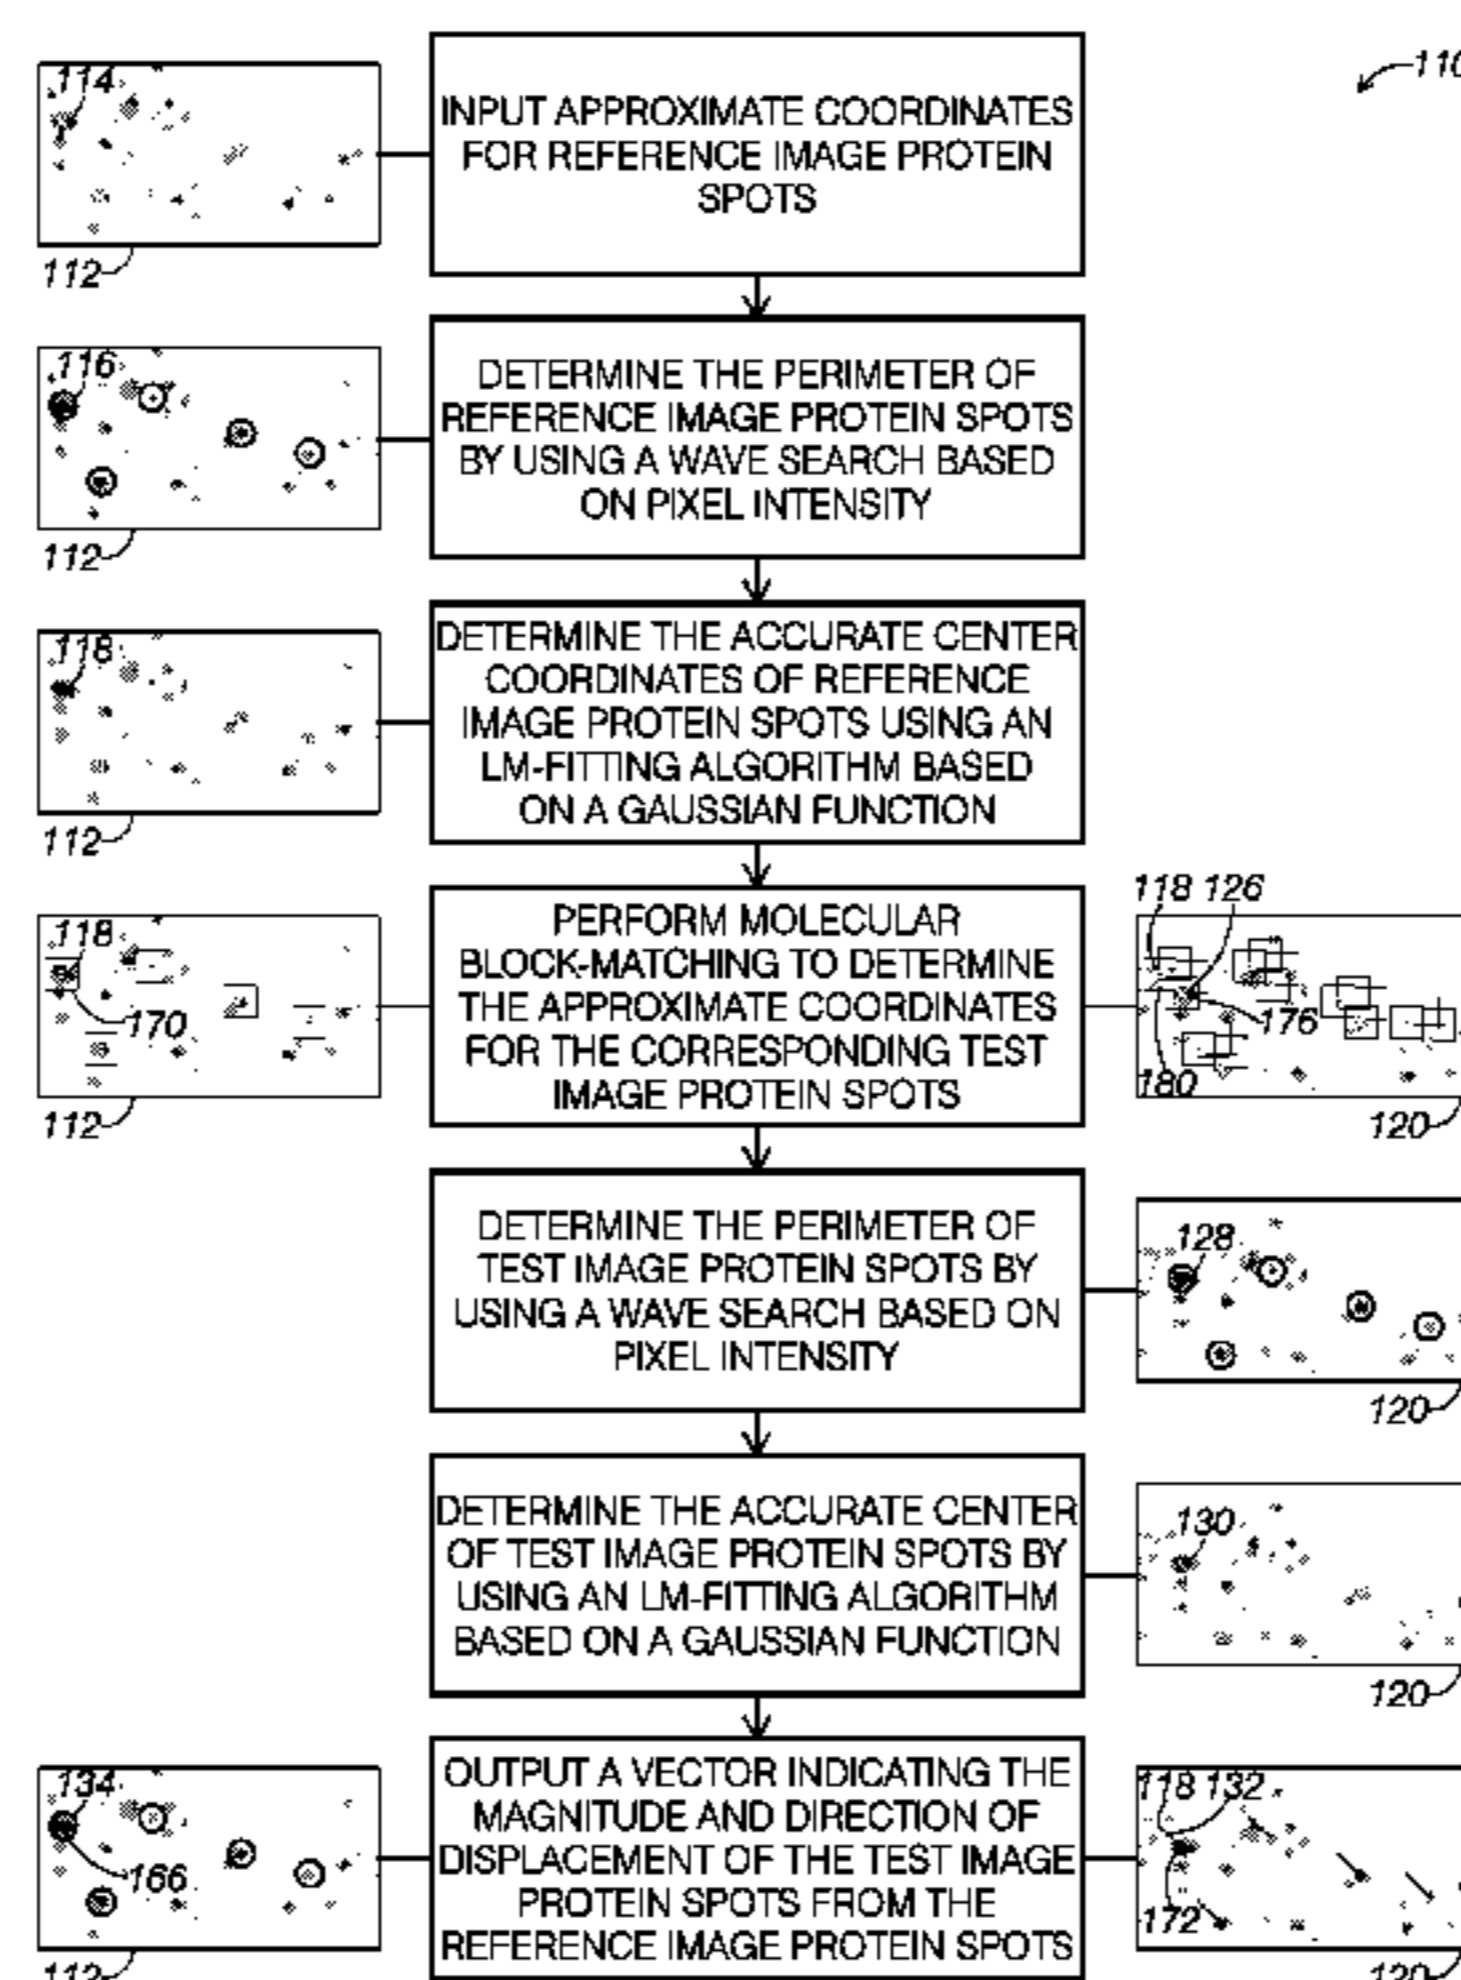 110
114
INPUT APPROXIMATE COORDINATES
FOR REFERENCE IMAGE PROTEIN
SPOTS
112
116
DETERMINE THE PERIMETER OF
REFERENCE IMAGE PROTEIN SPOTS
BY USING A WAVE SEARCH BASED
ON PIXEL INTENSITY
112
118
DETERMINE THE ACCURATE CENTER
COORDINATES OF REFERENCE
IMAGE PROTEIN SPOTS USING AN
LM-FITTING ALGORITHM BASED
ON A GAUSSIAN FUNCTION
112
118
170
112
PERFORM MOLECULAR
BLOCK-MATCHING TO DETERMINE
THE APPROXIMATE COORDINATES
FOR THE CORRESPONDING TEST
IMAGE PROTEIN SPOTS
118 126
176
180
120
DETERMINE THE PERIMETER OF
TEST IMAGE PROTEIN SPOTS BY
USING A WAVE SEARCH BASED ON
PIXEL INTENSITY
128
120
DETERMINE THE ACCURATE CENTER
OF TEST IMAGE PROTEIN SPOTS BY
USING AN LM-FITTING ALGORITHM
BASED ON A GAUSSIAN FUNCTION
130
120
134
166
112
OUTPUT A VECTOR INDICATING THE
MAGNITUDE AND DIRECTION OF
DISPLACEMENT OF THE TEST IMAGE
PROTEIN SPOTS FROM THE
REFERENCE IMAGE PROTEIN SPOTS
118 132
172
120